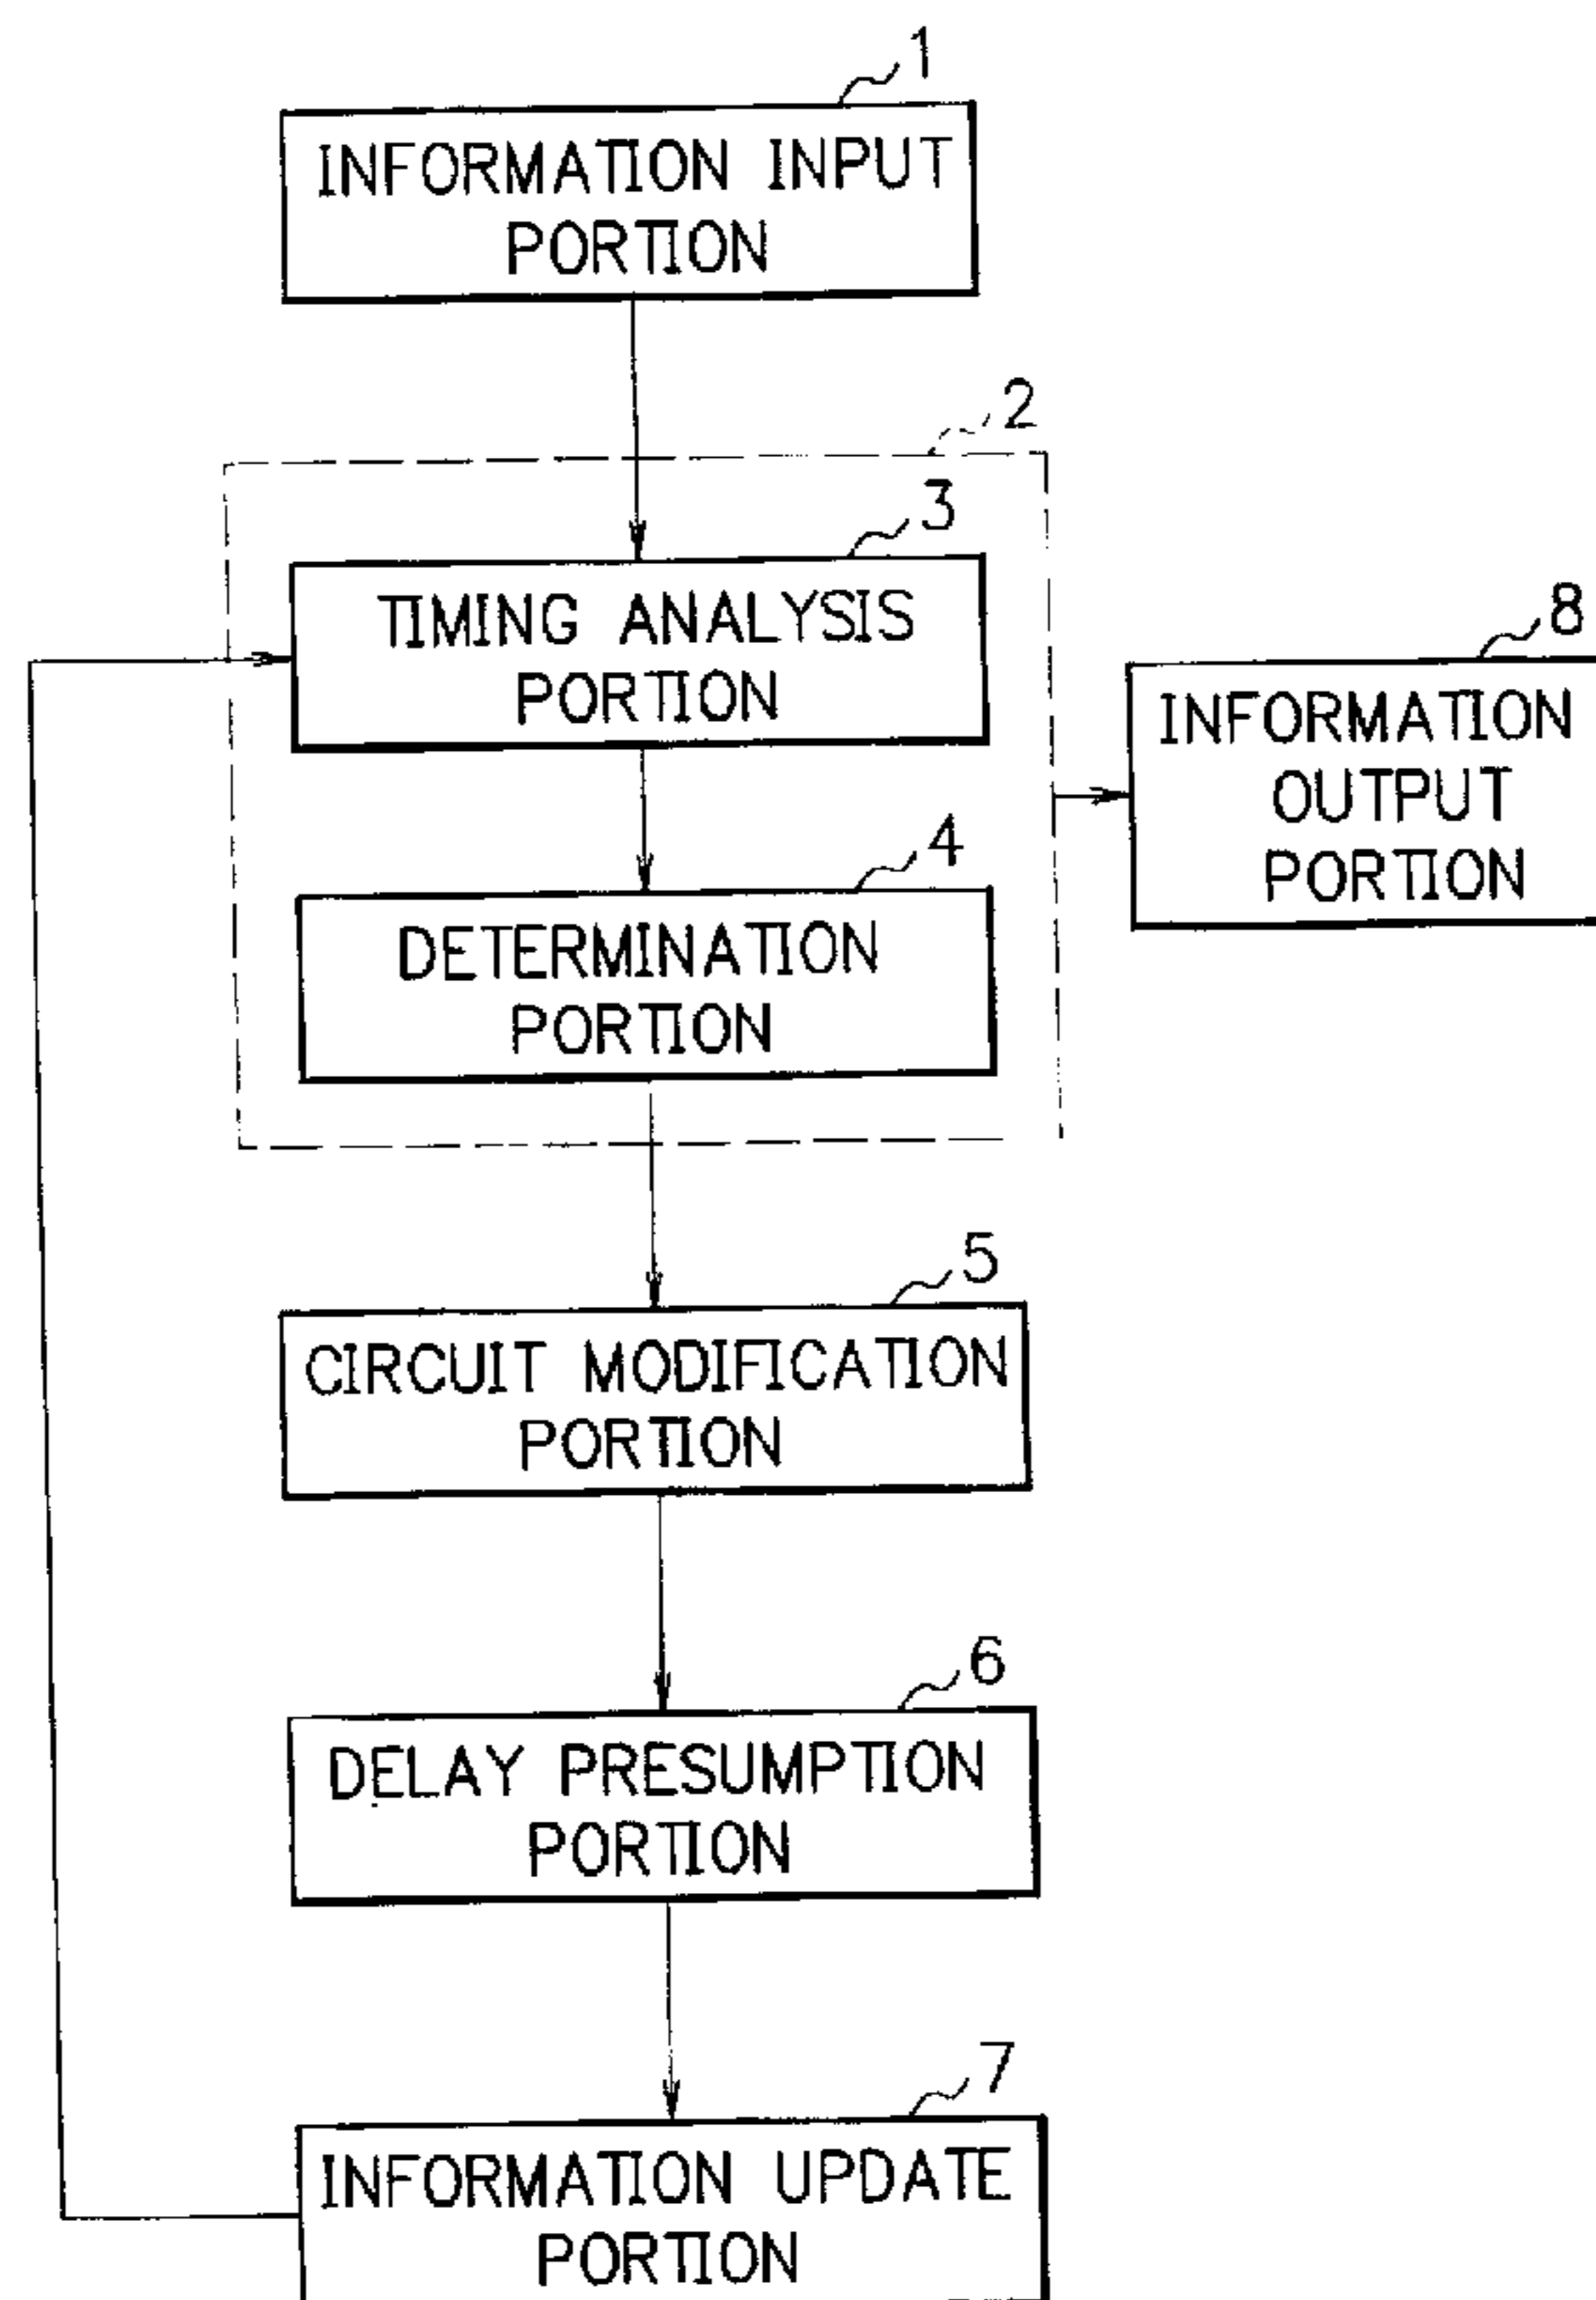 1
INFORMATION INPUT
PORTION
2
3
TIMING ANALYSIS
PORTION
8
INFORMATION
OUTPUT
PORTION
4
DETERMINATION
PORTION
5
CIRCUIT MODIFICATION
PORTION
6
DELAY PRESUMPTION
PORTION
7
INFORMATION UPDATE
PORTION